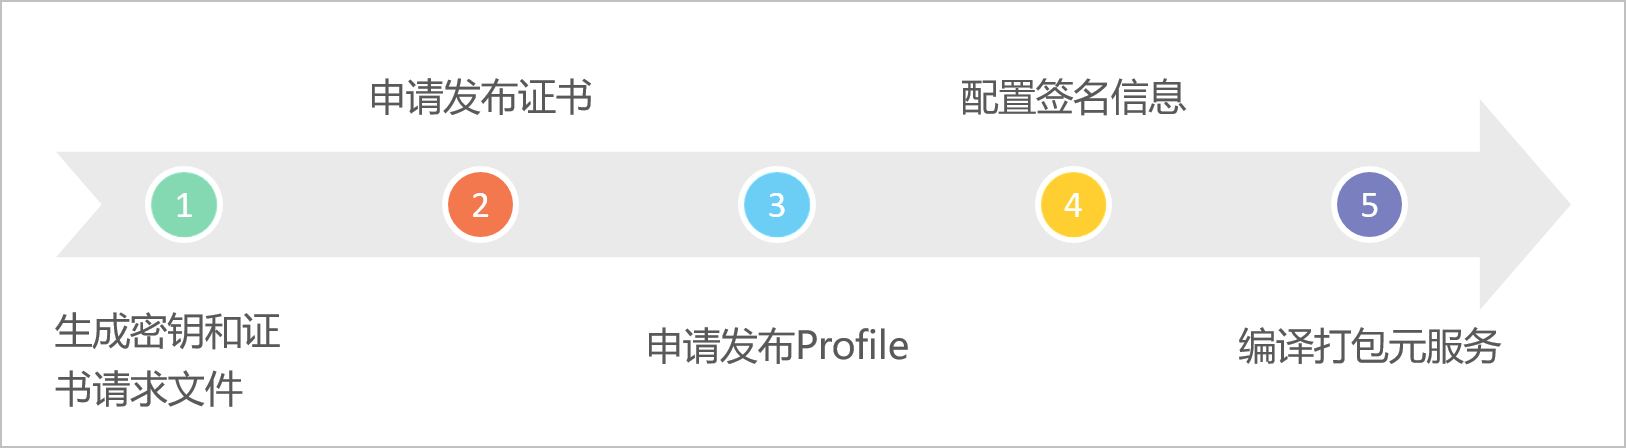 申请发布证书
配置签名信息
1
2
3
4
5
生成密钥和证
书请求文件
申请发布Profile
编译打包元服务